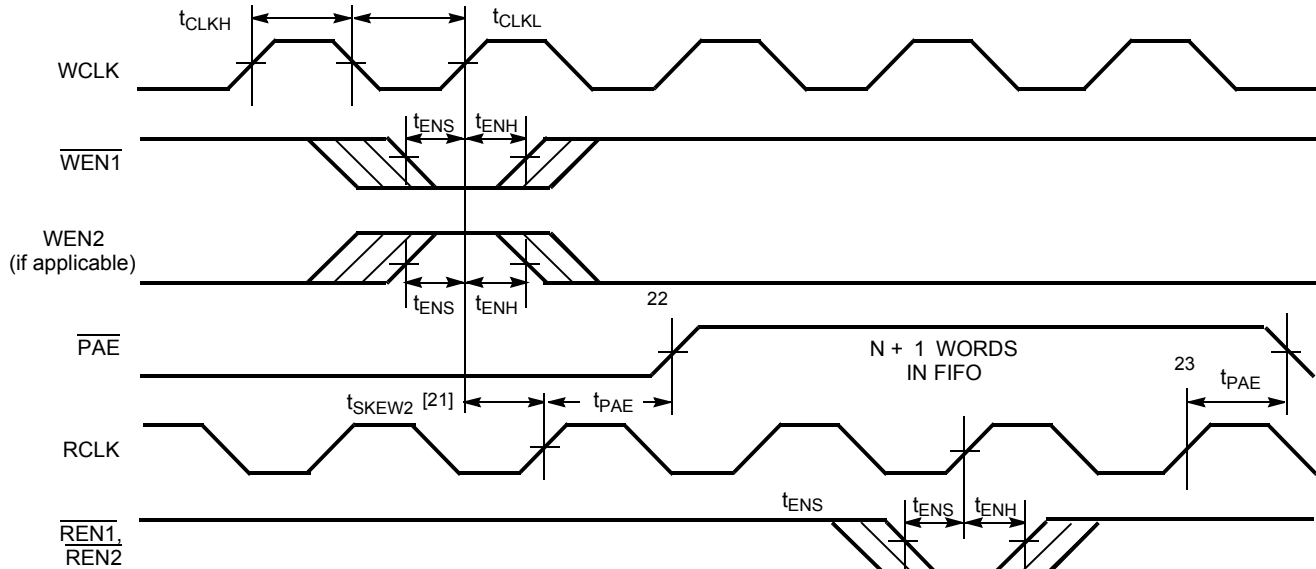 tCLKH
tCLKL
WCLK
tENS
tENH
WEN1
WEN2
(if applicable)
tENS
tENH
22
PAE
N + 1 WORDS
IN FIFO
23
tPAE
tSKEW2 [21]
tPAE
RCLK
tENS
tENS
tENH
REN1,
REN2